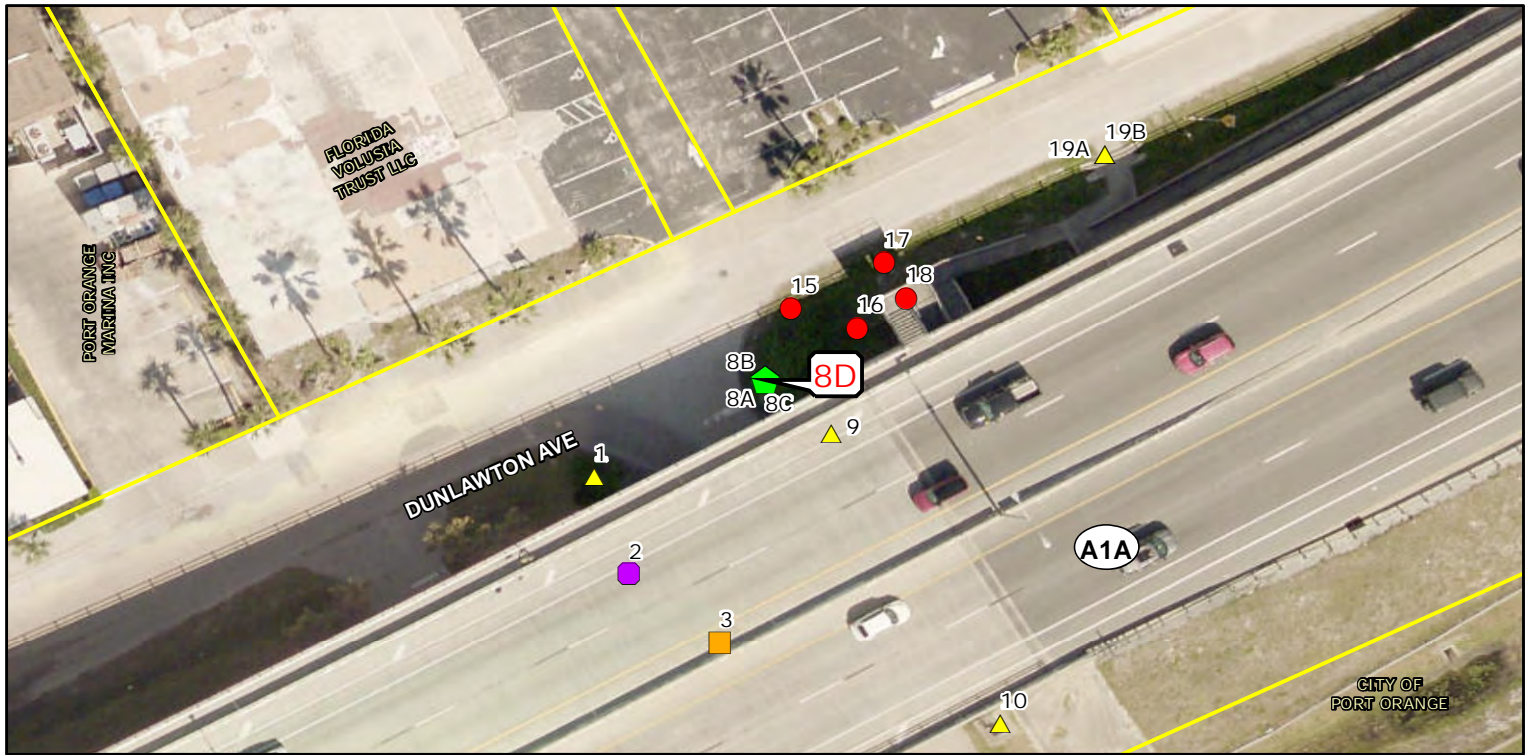 FLORIDA
VOLUSIA
TRUST LLC
19B
19A
PORT ORANGE
MARINA INC
17
18
15
16
8B
8D
8A
8C
9
DUNLAWTON AVE
1
A1A
2
3
CITY OF
PORT ORANGE
10